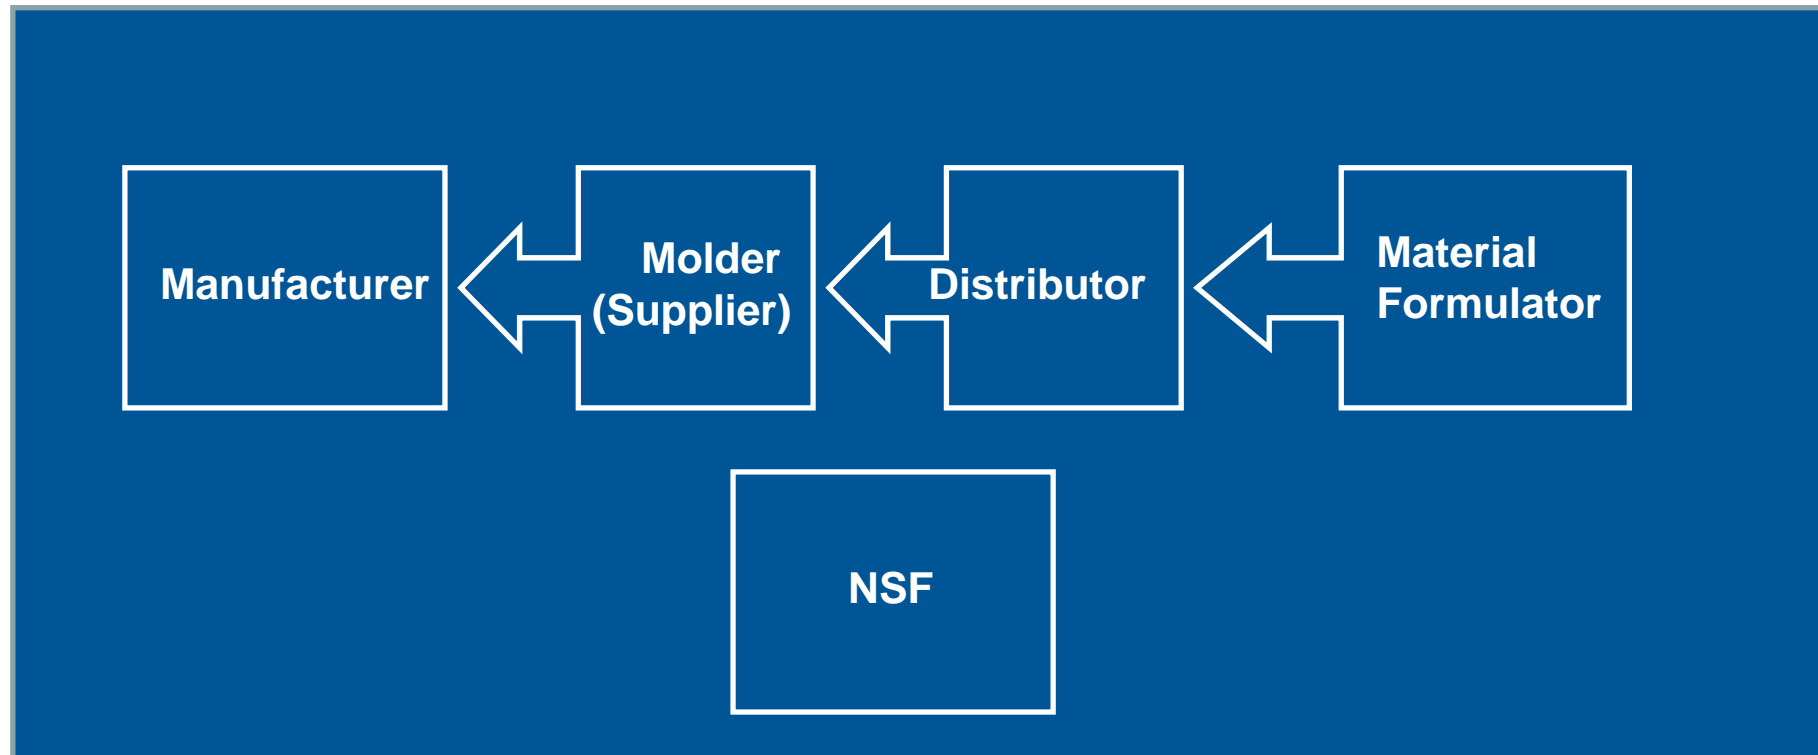 Manufacturer
Molder
(Supplier)
Distributor
Material
Formulator
NSF